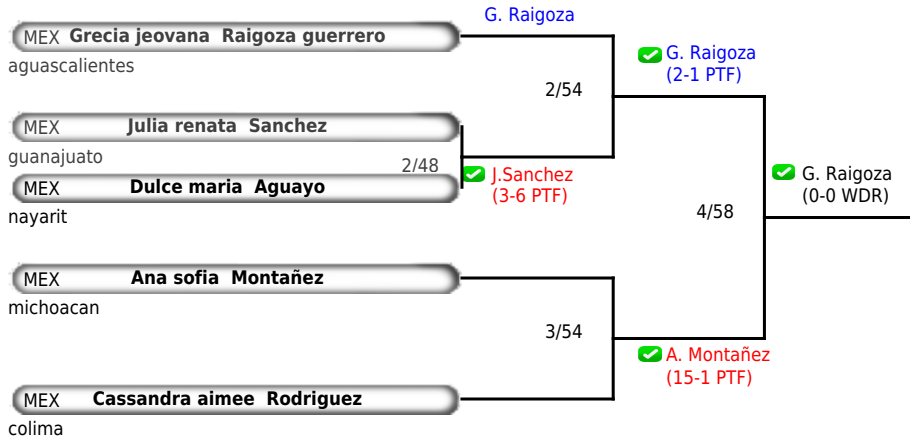 G. Raigoza
MEX Grecia jeovana Raigoza guerrero
aguascalientes
G. Raigoza
(2-1 PTF)
2/54
MEX Julia renata Sanchez
guanajuato
2/48
MEX Dulce maria Aguayo
nayarit
J.Sanchez
(3-6 PTF)
G. Raigoza
(0-0 WDR)
4/58
MEX Ana sofia Montañez
michoacan
3/54
A. Montañez
(15-1 PTF)
MEX Cassandra aimee Rodriguez
colima